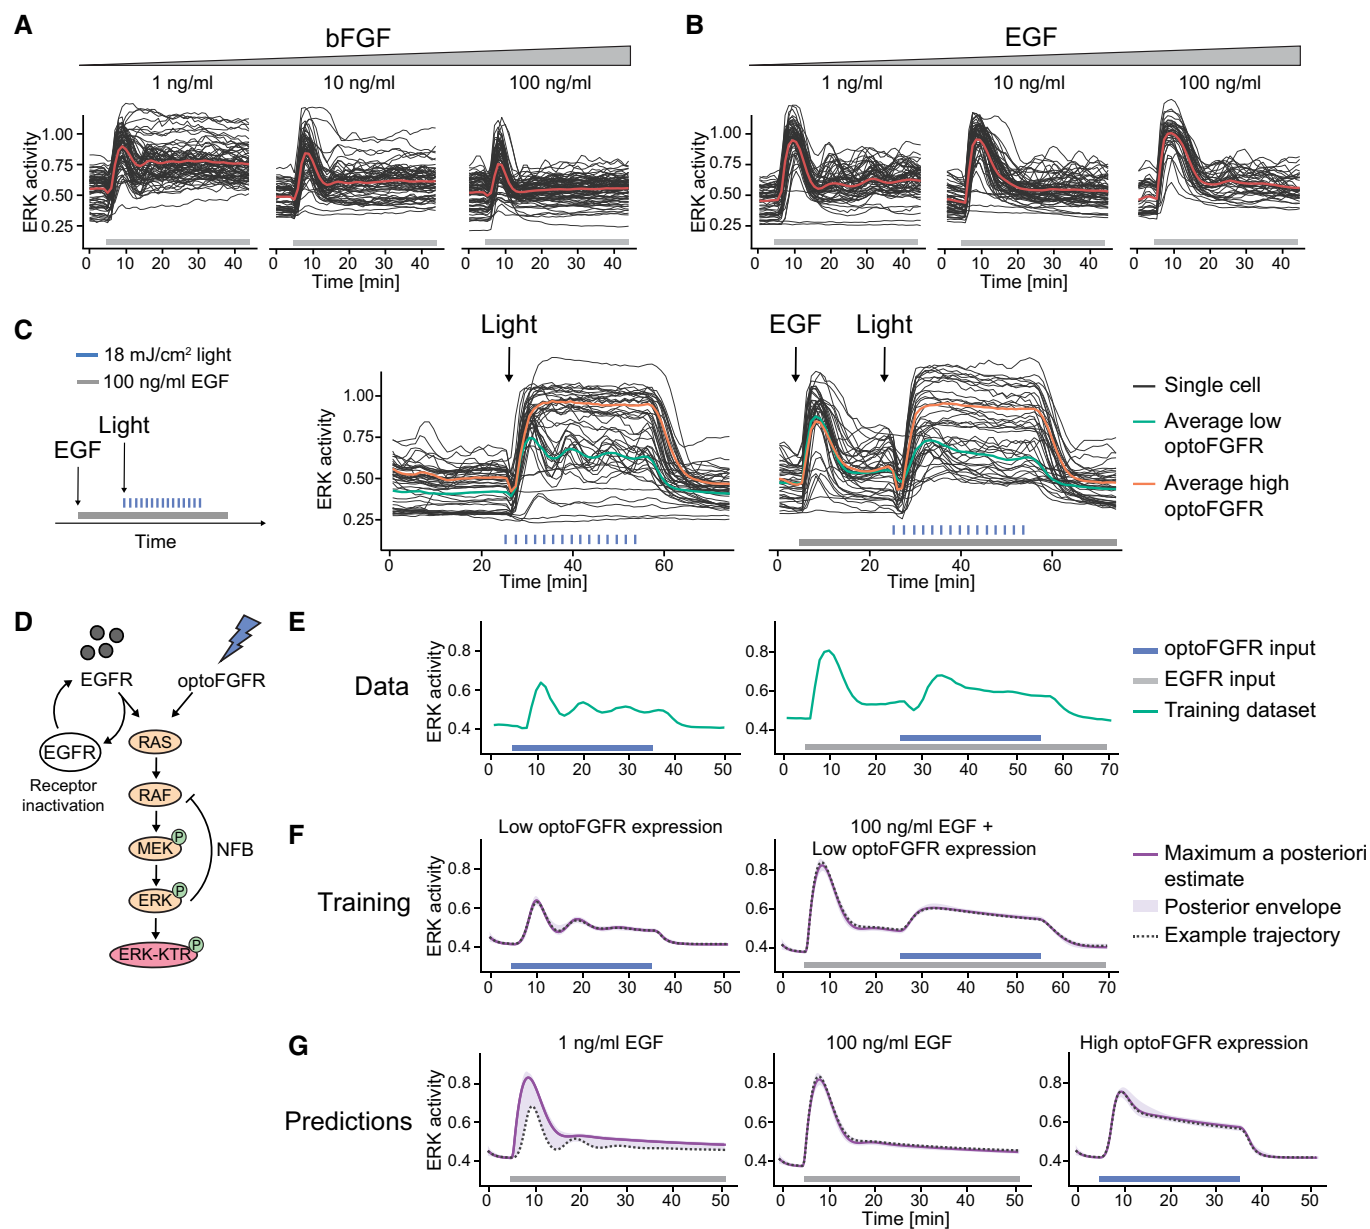 A
bFGF
1 ng/ml 10 ng/ml 100 ng/ml
ERK activity
1.00
0.75
0.50
0.25
0 10 20 30 40 0 10 20 30 40 0 10 20 30 40
Time [min]
B
EGF
1 ng/ml 10 ng/ml 100 ng/ml
ERK activity
1.00
0.75
0.50
0.25
0 10 20 30 40 0 10 20 30 40 0 10 20 30 40
Time [min]
C
18 mJ/cm² light
100 ng/ml EGF
Light
EGF
Time
Light
ERK activity
1.00
0.75
0.50
0.25
0 20 40 60
Time [min]
EGF Light
0 20 40 60
Time [min]
Single cell
Average low
optoFGFR
Average high
optoFGFR
D
EGFR optoFGFR
EGFR
Receptor
inactivation
RAS
RAF
MEK P
NFB
ERK P
ERK-KTR P
E
Data
ERK activity
0.8
0.6
0.4
0 10 20 30 40 50
0.8
0.6
0.4
0 10 20 30 40 50 60 70
optoFGFR input
EGFR input
Training dataset
F
Training
Low optoFGFR expression
ERK activity
0.8
0.6
0.4
0 10 20 30 40 50
100 ng/ml EGF +
Low optoFGFR expression
0.8
0.6
0.4
0 10 20 30 40 50 60 70
Maximum a posteriori
estimate
Posterior envelope
Example trajectory
G
Predictions
1 ng/ml EGF
ERK activity
0.8
0.6
0.4
0 10 20 30 40 50
100 ng/ml EGF
0.8
0.6
0.4
0 10 20 30 40 50
High optoFGFR expression
0.8
0.6
0.4
0 10 20 30 40 50
Time [min]